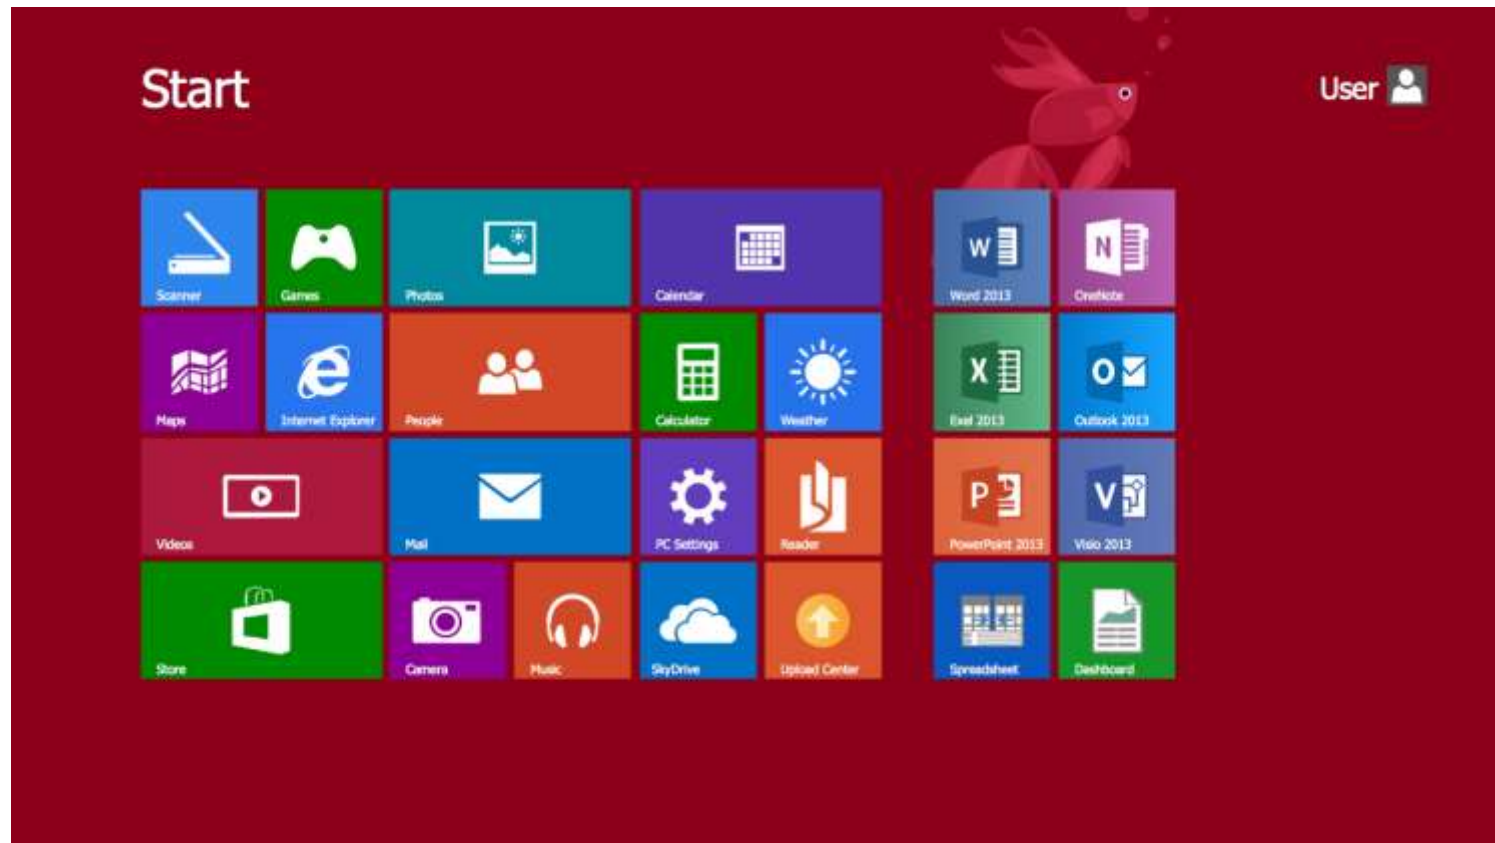 Start
User
Scanner
Games
Photos
Calendar
Word 2013
OneNote
Maps
Internet Explorer
People
Calculator
Weather
Exel 2013
Outlook 2013
Videos
Mail
PC Settings
Reader
PowerPoint 2013
Visio 2013
Store
Camera
Music
SkyDrive
Upload Center
Spreadsheet
Dashboard
W
N
X
O
P
V